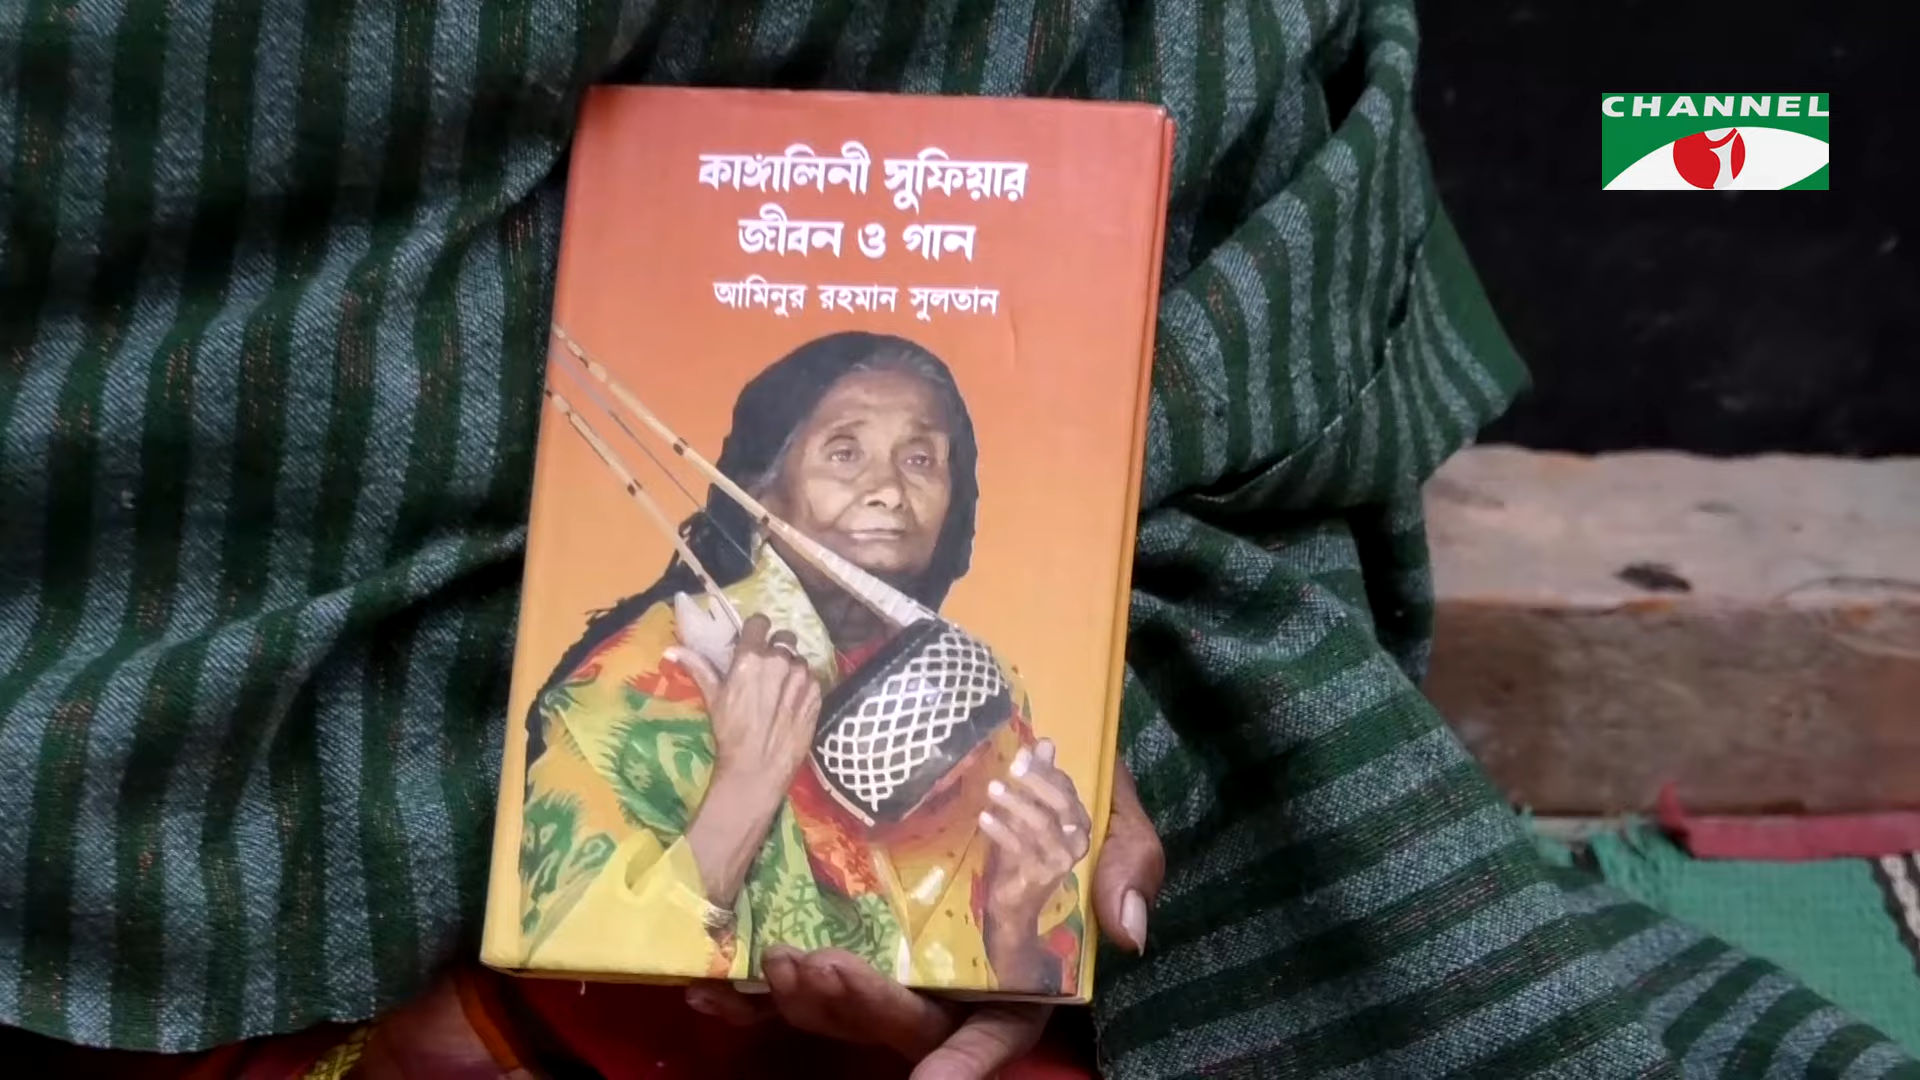 কাঙ্গালিনী সুফিয়ার
জীবন ও গান
আমিনুর রহমান সুলতান
CHANNEL